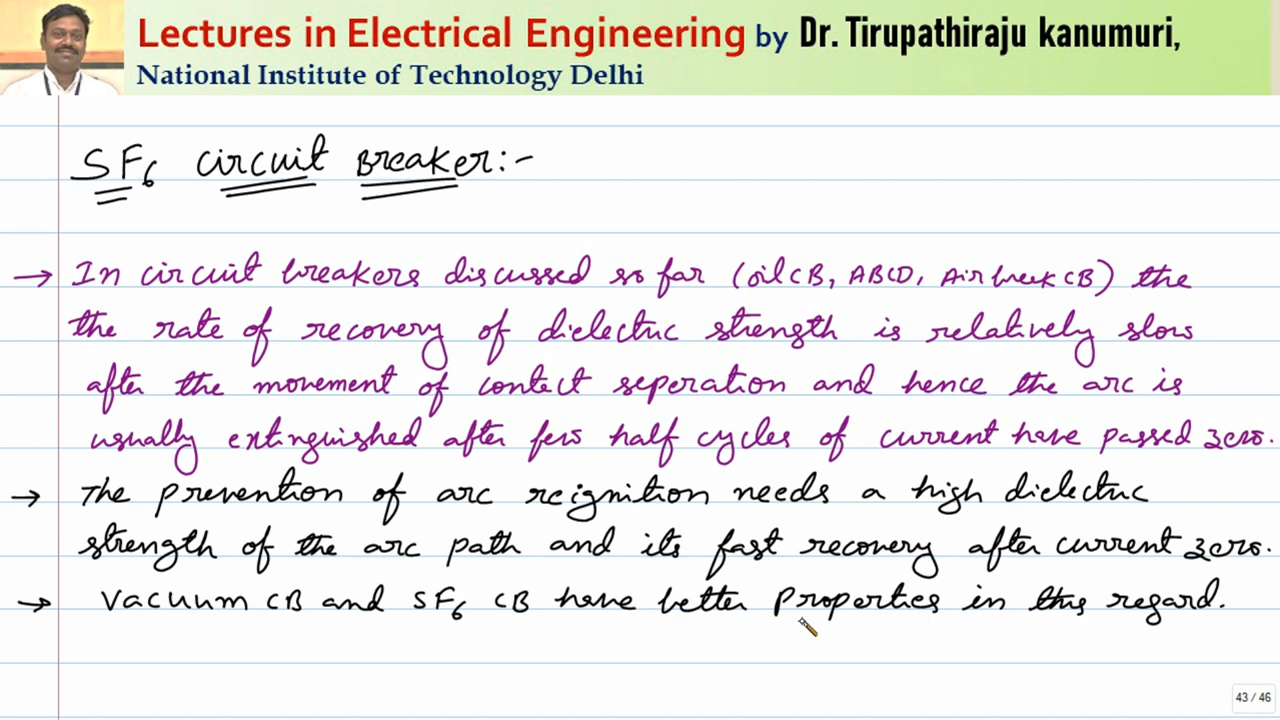 Lectures in Electrical Engineering by Dr. Tirupathiraju kanumuri,
National Institute of Technology Delhi
SF6 circuit Breaker:-
→ In circuit breakers discussed so far (oil CB, ABCD, Air break CB) the
the rate of recovery of dielectric strength is relatively slow
after the movement of contact seperation and hence the arc is
usually extinguished after few half cycles of current have passed zero.
→ The prevention of arc reignition needs a high dielectric
strength of the arc path and its fast recovery after current zero.
→ Vacuum CB and SF6 CB have better properties in this regard.
43 / 46